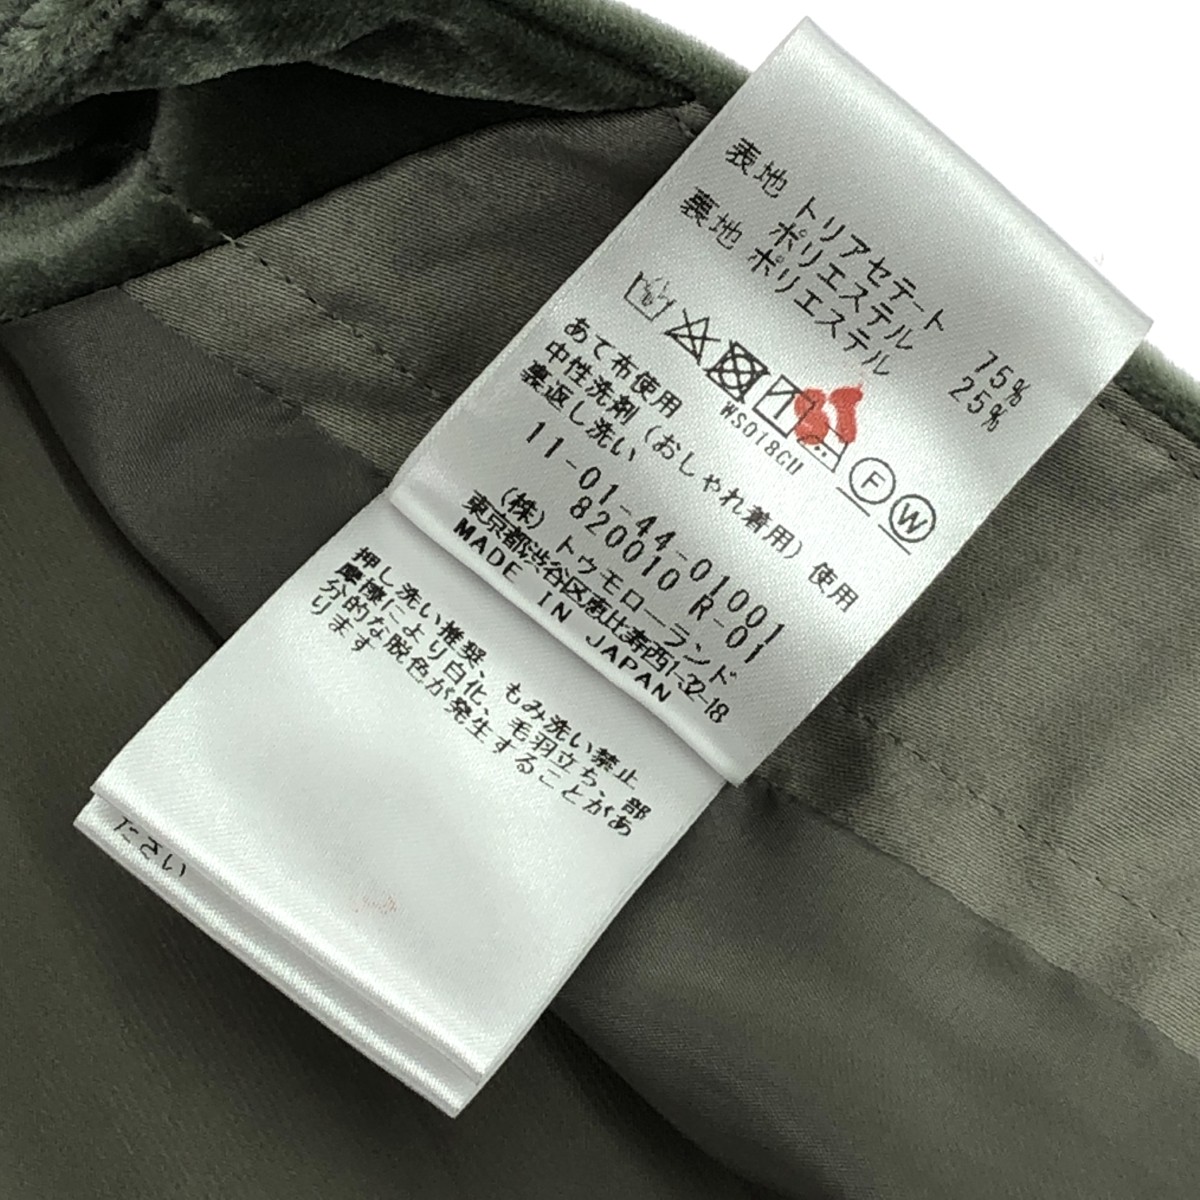 表地 トリアセテート 75%
ポリエステル 25%
裏地 ポリエステル
F W
WS018CU
あて布使用
中性洗剤(おしゃれ着用)使用
裏返し洗い
11-01-44-01001
820010 R-01
(株) トゥモローランド
東京都渋谷区恵比寿西1-32-18
MADE IN JAPAN
押し洗い推奨、もみ洗い禁止
摩擦により白化、毛羽立ち、部
分的な脱色が発生することがあ
ります
ださい